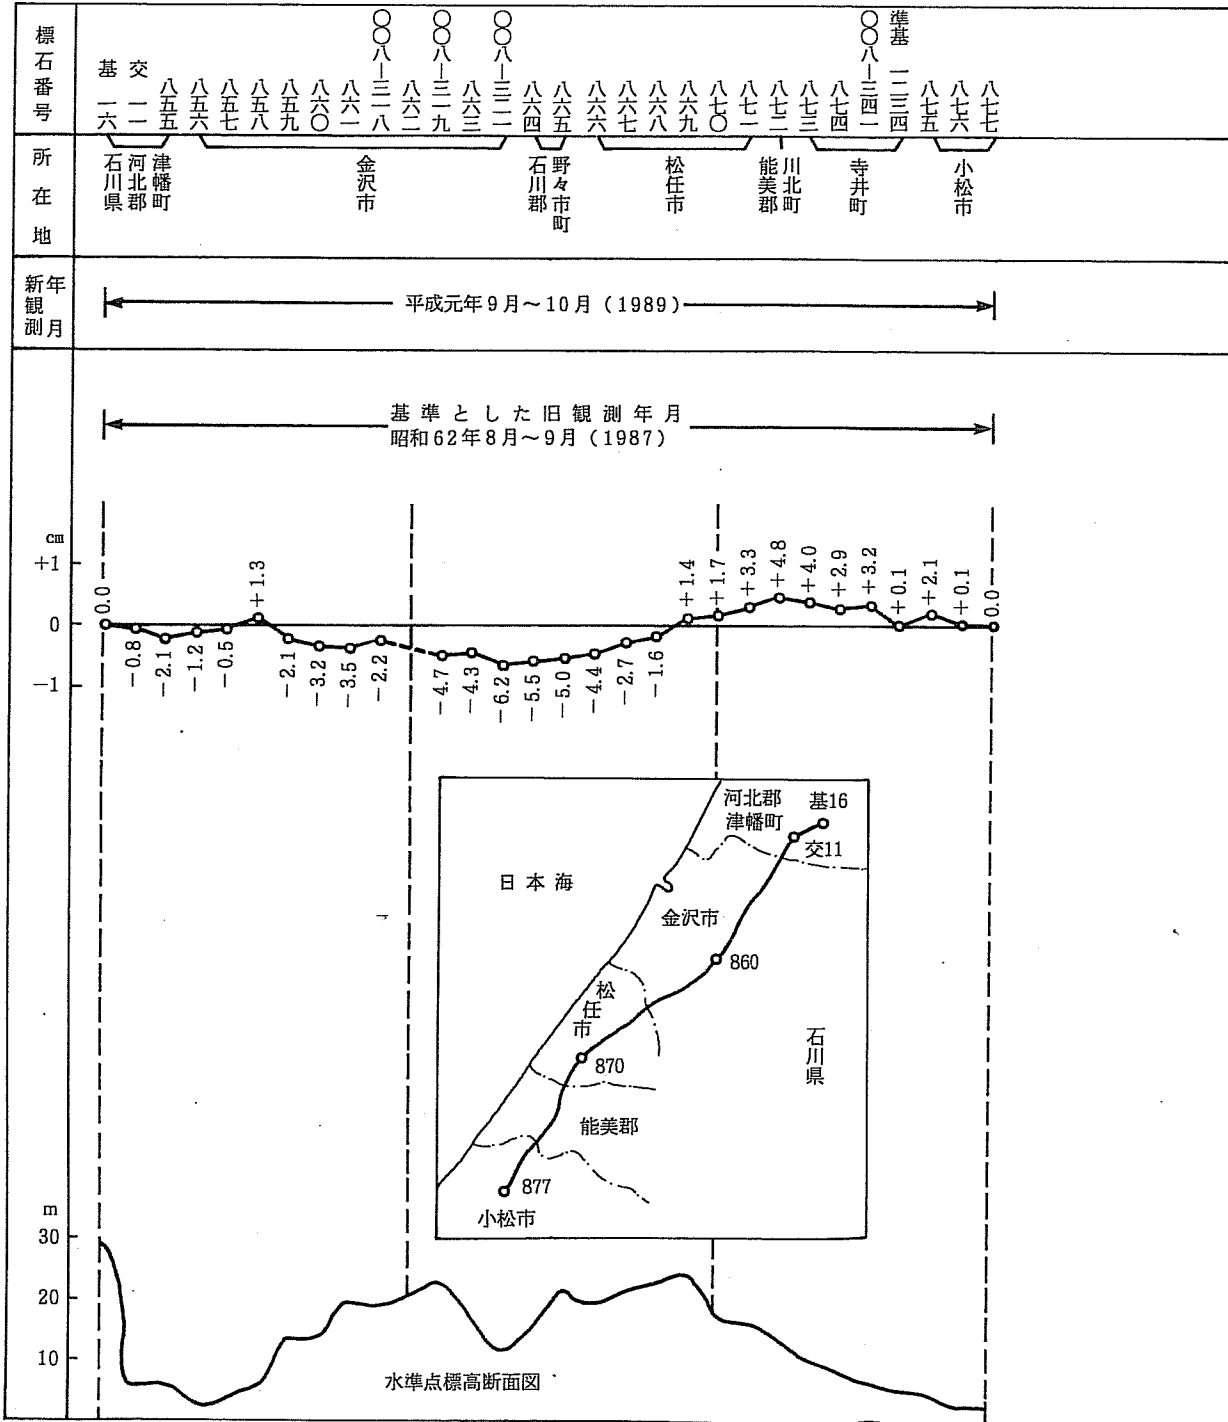 標石番号
基一六
交一一
八五五
八五六
八五七
八五八
八五九
八六〇
八六一
〇〇八―三一八
八六二
〇〇八―三一九
八六三
〇〇八―三二一
八六四
八六五
八六六
八六七
八六八
八六九
八七〇
八七一
八七二
八七三
八七四
〇〇八―三四一
準基一二三四
八七五
八七六
八七七
所在地
石川県
河北郡
津幡町
金沢市
石川郡
野々市町
松任市
能美郡
川北町
寺井町
小松市
新観測年月
平成元年9月～10月（1989）
基準とした旧観測年月
昭和62年8月～9月（1987）
cm
+1
0
-1
0.0
-0.8
-2.1
-1.2
-0.5
+1.3
-2.1
-3.2
-3.5
-2.2
-4.7
-4.3
-6.2
-5.5
-5.0
-4.4
-2.7
-1.6
+1.4
+1.7
+3.3
+4.8
+4.0
+2.9
+3.2
+0.1
+2.1
+0.1
0.0
河北郡
津幡町
基16
交11
日本海
金沢市
860
松任市
870
石川県
能美郡
877
小松市
m
30
20
10
水準点標高断面図